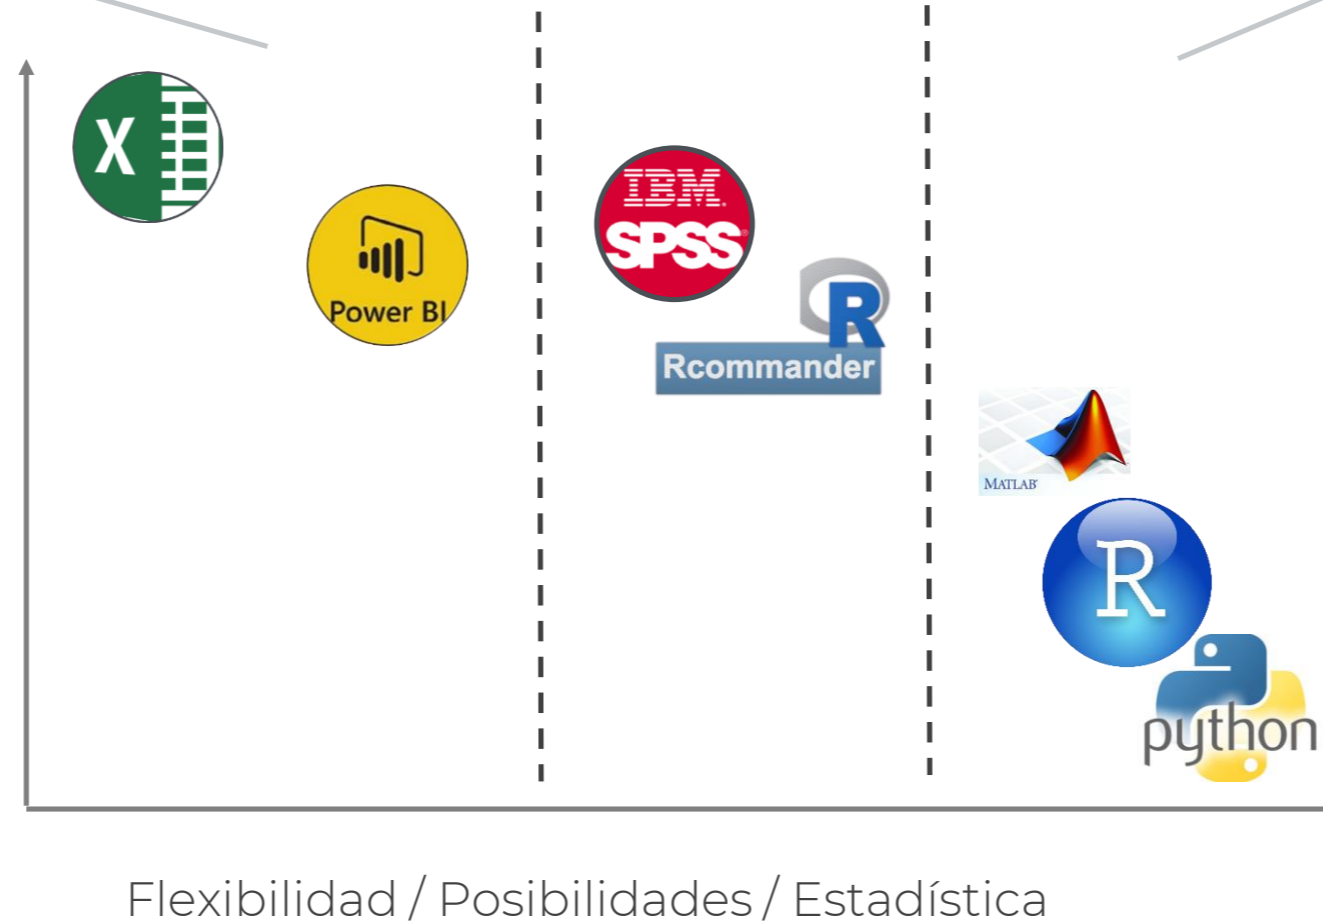 X
Power BI
IBM
SPSS
R
Rcommander
MATLAB
R
python
Flexibilidad / Posibilidades / Estadística